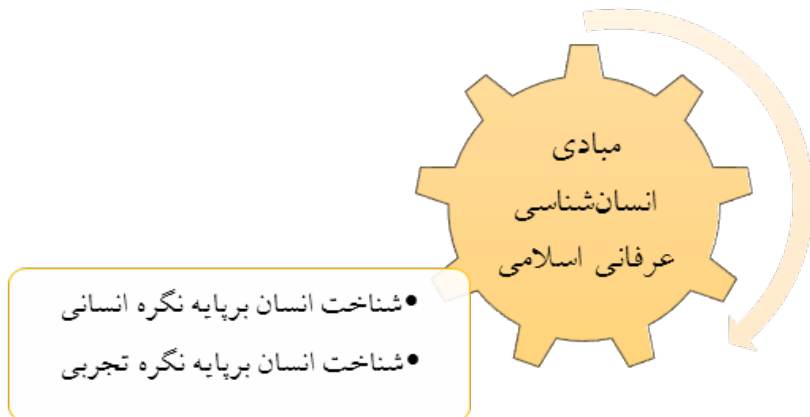 مبادی
انسان‌شناسی
عرفانی اسلامی
•شناخت انسان برپایه نگره انسانی
•شناخت انسان برپایه نگره تجربی